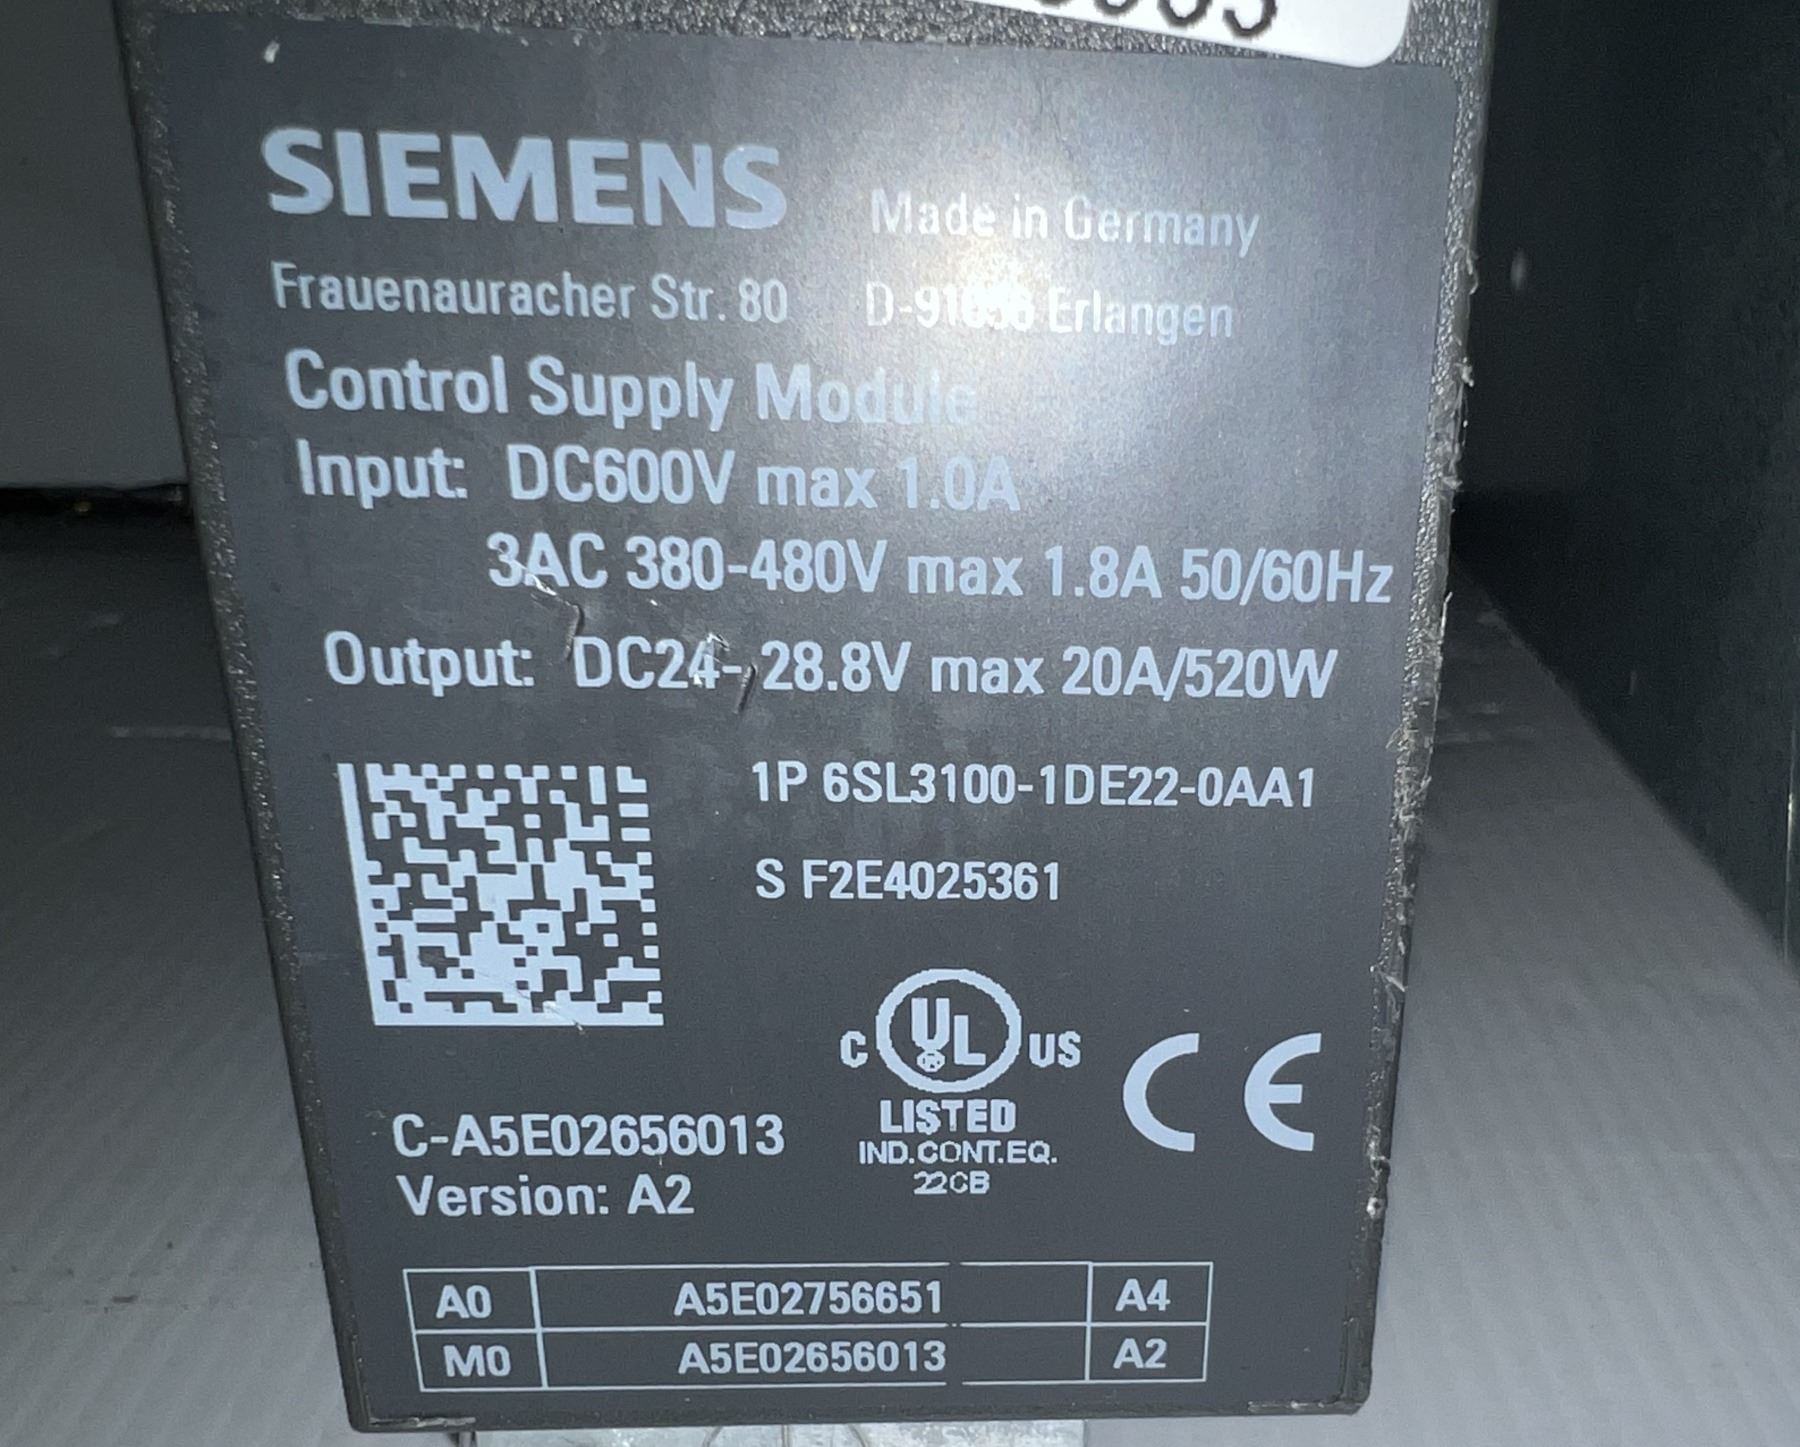 SIEMENS Made in Germany
Frauenauracher Str. 80 D-91056 Erlangen
Control Supply Module
Input: DC600V max 1.0A
3AC 380-480V max 1.8A 50/60Hz
Output: DC24- 28.8V max 20A/520W
1P 6SL3100-1DE22-0AA1
S F2E4025361
C UL ® US
LISTED
IND.CONT.EQ.
22CB
CE
C-A5E02656013
Version: A2
A0 A5E02756651 A4
M0 A5E02656013 A2